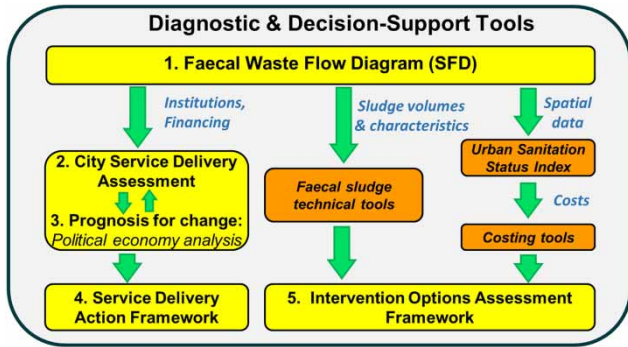 Diagnostic & Decision-Support Tools
1. Faecal Waste Flow Diagram (SFD)
Institutions,
Financing
Sludge volumes
& characteristics
Spatial
data
2. City Service Delivery
Assessment
3. Prognosis for change:
Political economy analysis
Faecal sludge
technical tools
Urban Sanitation
Status Index
Costs
Costing tools
4. Service Delivery
Action Framework
5. Intervention Options Assessment
Framework